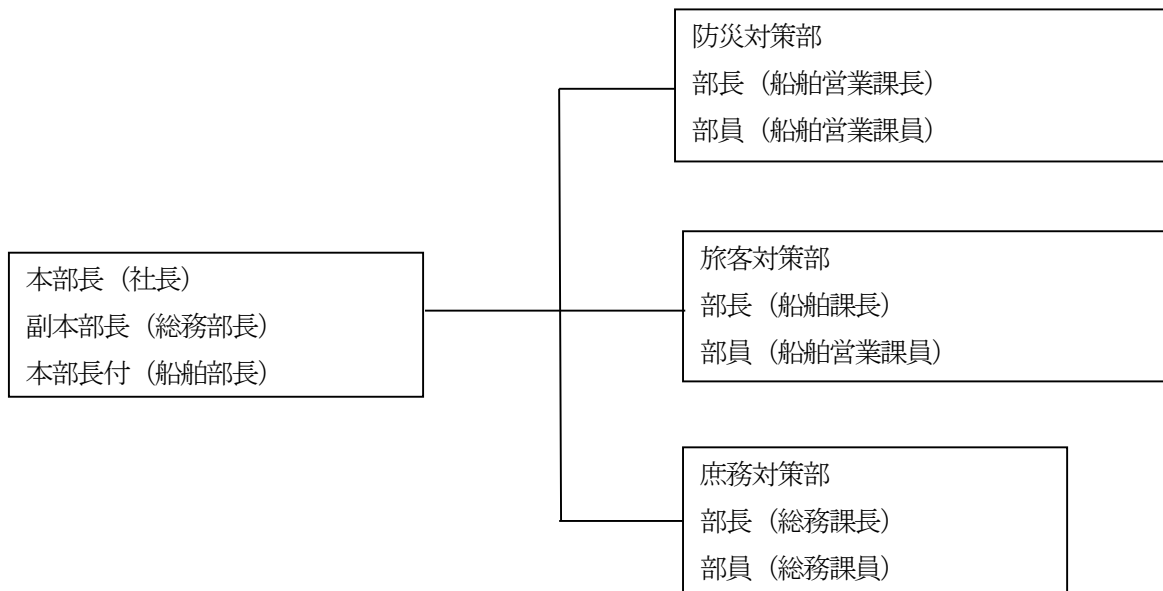 防災対策部
部長（船舶営業課長）
部員（船舶営業課員）
本部長（社長）
副本部長（総務部長）
本部長付（船舶部長）
旅客対策部
部長（船舶課長）
部員（船舶営業課員）
庶務対策部
部長（総務課長）
部員（総務課員）